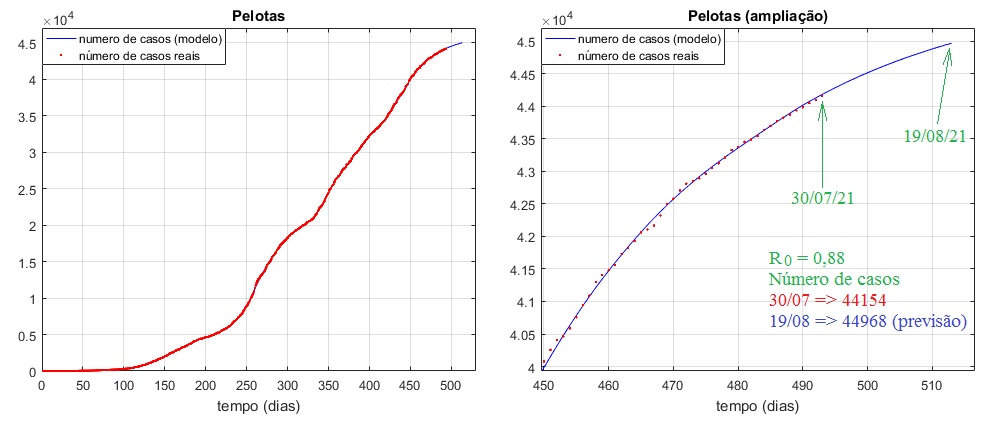 Pelotas
×10⁴
numero de casos (modelo)
número de casos reais
4.5
4
3.5
3
2.5
2
1.5
1
0.5
0
0 50 100 150 200 250 300 350 400 450 500
tempo (dias)
Pelotas (ampliação)
×10⁴
numero de casos (modelo)
número de casos reais
4.5
4.45
4.4
4.35
4.3
4.25
4.2
4.15
4.1
4.05
4
19/08/21
30/07/21
R0 = 0,88
Número de casos
30/07 => 44154
19/08 => 44968 (previsão)
450 460 470 480 490 500 510
tempo (dias)